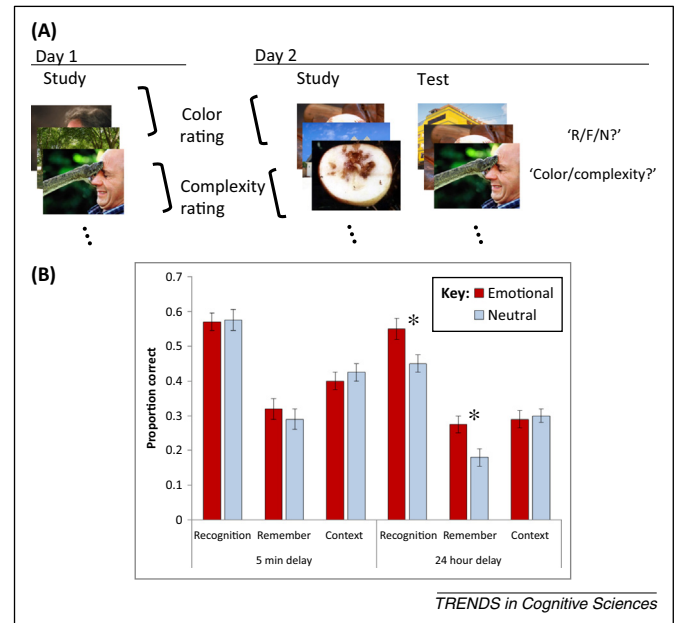 (A)
Day 1
Day 2
Study
Study
Test
Color
rating
Complexity
rating
‘R/F/N?’
‘Color/complexity?’
(B)
Key: Emotional
Neutral
Proportion correct
0.7
0.6
0.5
0.4
0.3
0.2
0.1
0
*
*
Recognition Remember Context Recognition Remember Context
5 min delay 24 hour delay
TRENDS in Cognitive Sciences